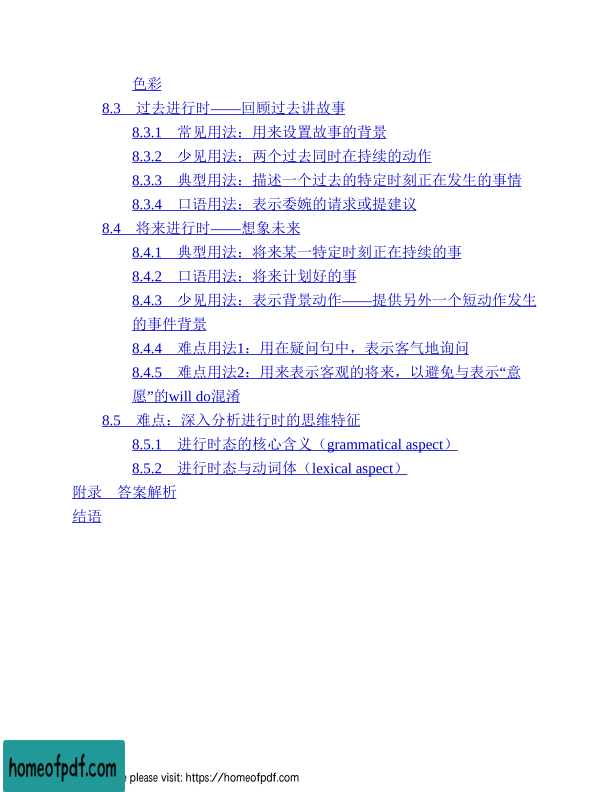 色彩
8.3 过去进行时——回顾过去讲故事
8.3.1 常见用法：用来设置故事的背景
8.3.2 少见用法：两个过去同时在持续的动作
8.3.3 典型用法：描述一个过去的特定时刻正在发生的事情
8.3.4 口语用法：表示委婉的请求或提建议
8.4 将来进行时——想象未来
8.4.1 典型用法：将来某一特定时刻正在持续的事
8.4.2 口语用法：将来计划好的事
8.4.3 少见用法：表示背景动作——提供另外一个短动作发生
的事件背景
8.4.4 难点用法1：用在疑问句中，表示客气地询问
8.4.5 难点用法2：用来表示客观的将来，以避免与表示“意
愿”的will do混淆
8.5 难点：深入分析进行时的思维特征
8.5.1 进行时态的核心含义（grammatical aspect）
8.5.2 进行时态与动词体（lexical aspect）
附录 答案解析
结语
homeofpdf.com
please visit: https://homeofpdf.com